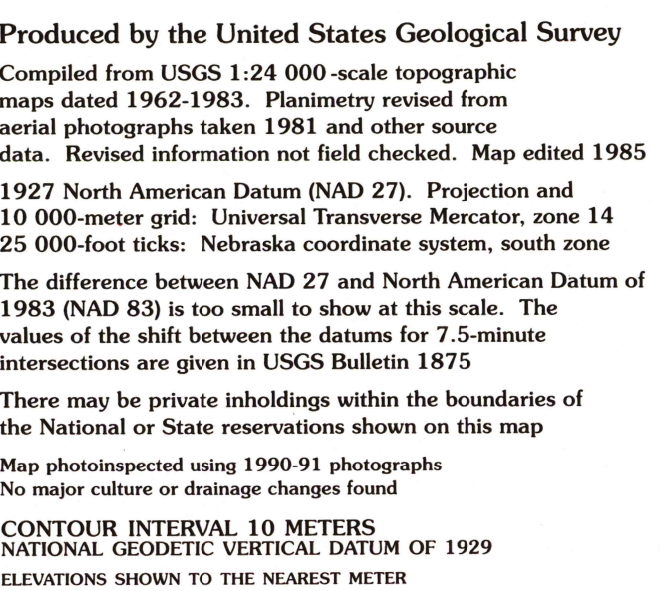 Produced by the United States Geological Survey
Compiled from USGS 1:24 000-scale topographic
maps dated 1962-1983. Planimetry revised from
aerial photographs taken 1981 and other source
data. Revised information not field checked. Map edited 1985
1927 North American Datum (NAD 27). Projection and
10 000-meter grid: Universal Transverse Mercator, zone 14
25 000-foot ticks: Nebraska coordinate system, south zone
The difference between NAD 27 and North American Datum of
1983 (NAD 83) is too small to show at this scale. The
values of the shift between the datums for 7.5-minute
intersections are given in USGS Bulletin 1875
There may be private inholdings within the boundaries of
the National or State reservations shown on this map
Map photoinspected using 1990-91 photographs
No major culture or drainage changes found
CONTOUR INTERVAL 10 METERS
NATIONAL GEODETIC VERTICAL DATUM OF 1929
ELEVATIONS SHOWN TO THE NEAREST METER